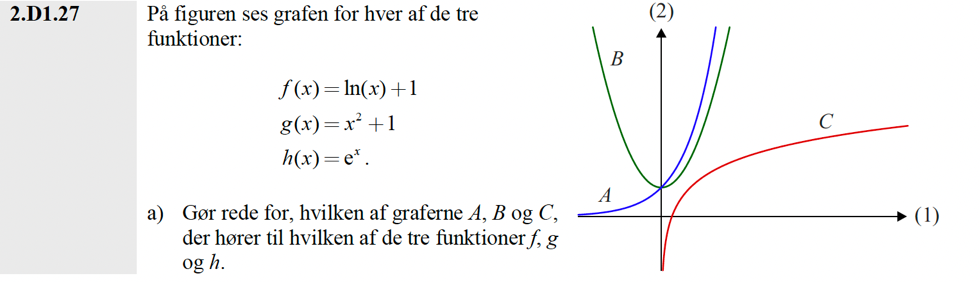 2.D1.27
På figuren ses grafen for hver af de tre
funktioner:
f(x) = ln(x) + 1
g(x) = x² + 1
h(x) = eˣ.
a) Gør rede for, hvilken af graferne A, B og C,
der hører til hvilken af de tre funktioner f, g
og h.
(2)
B
C
A
(1)